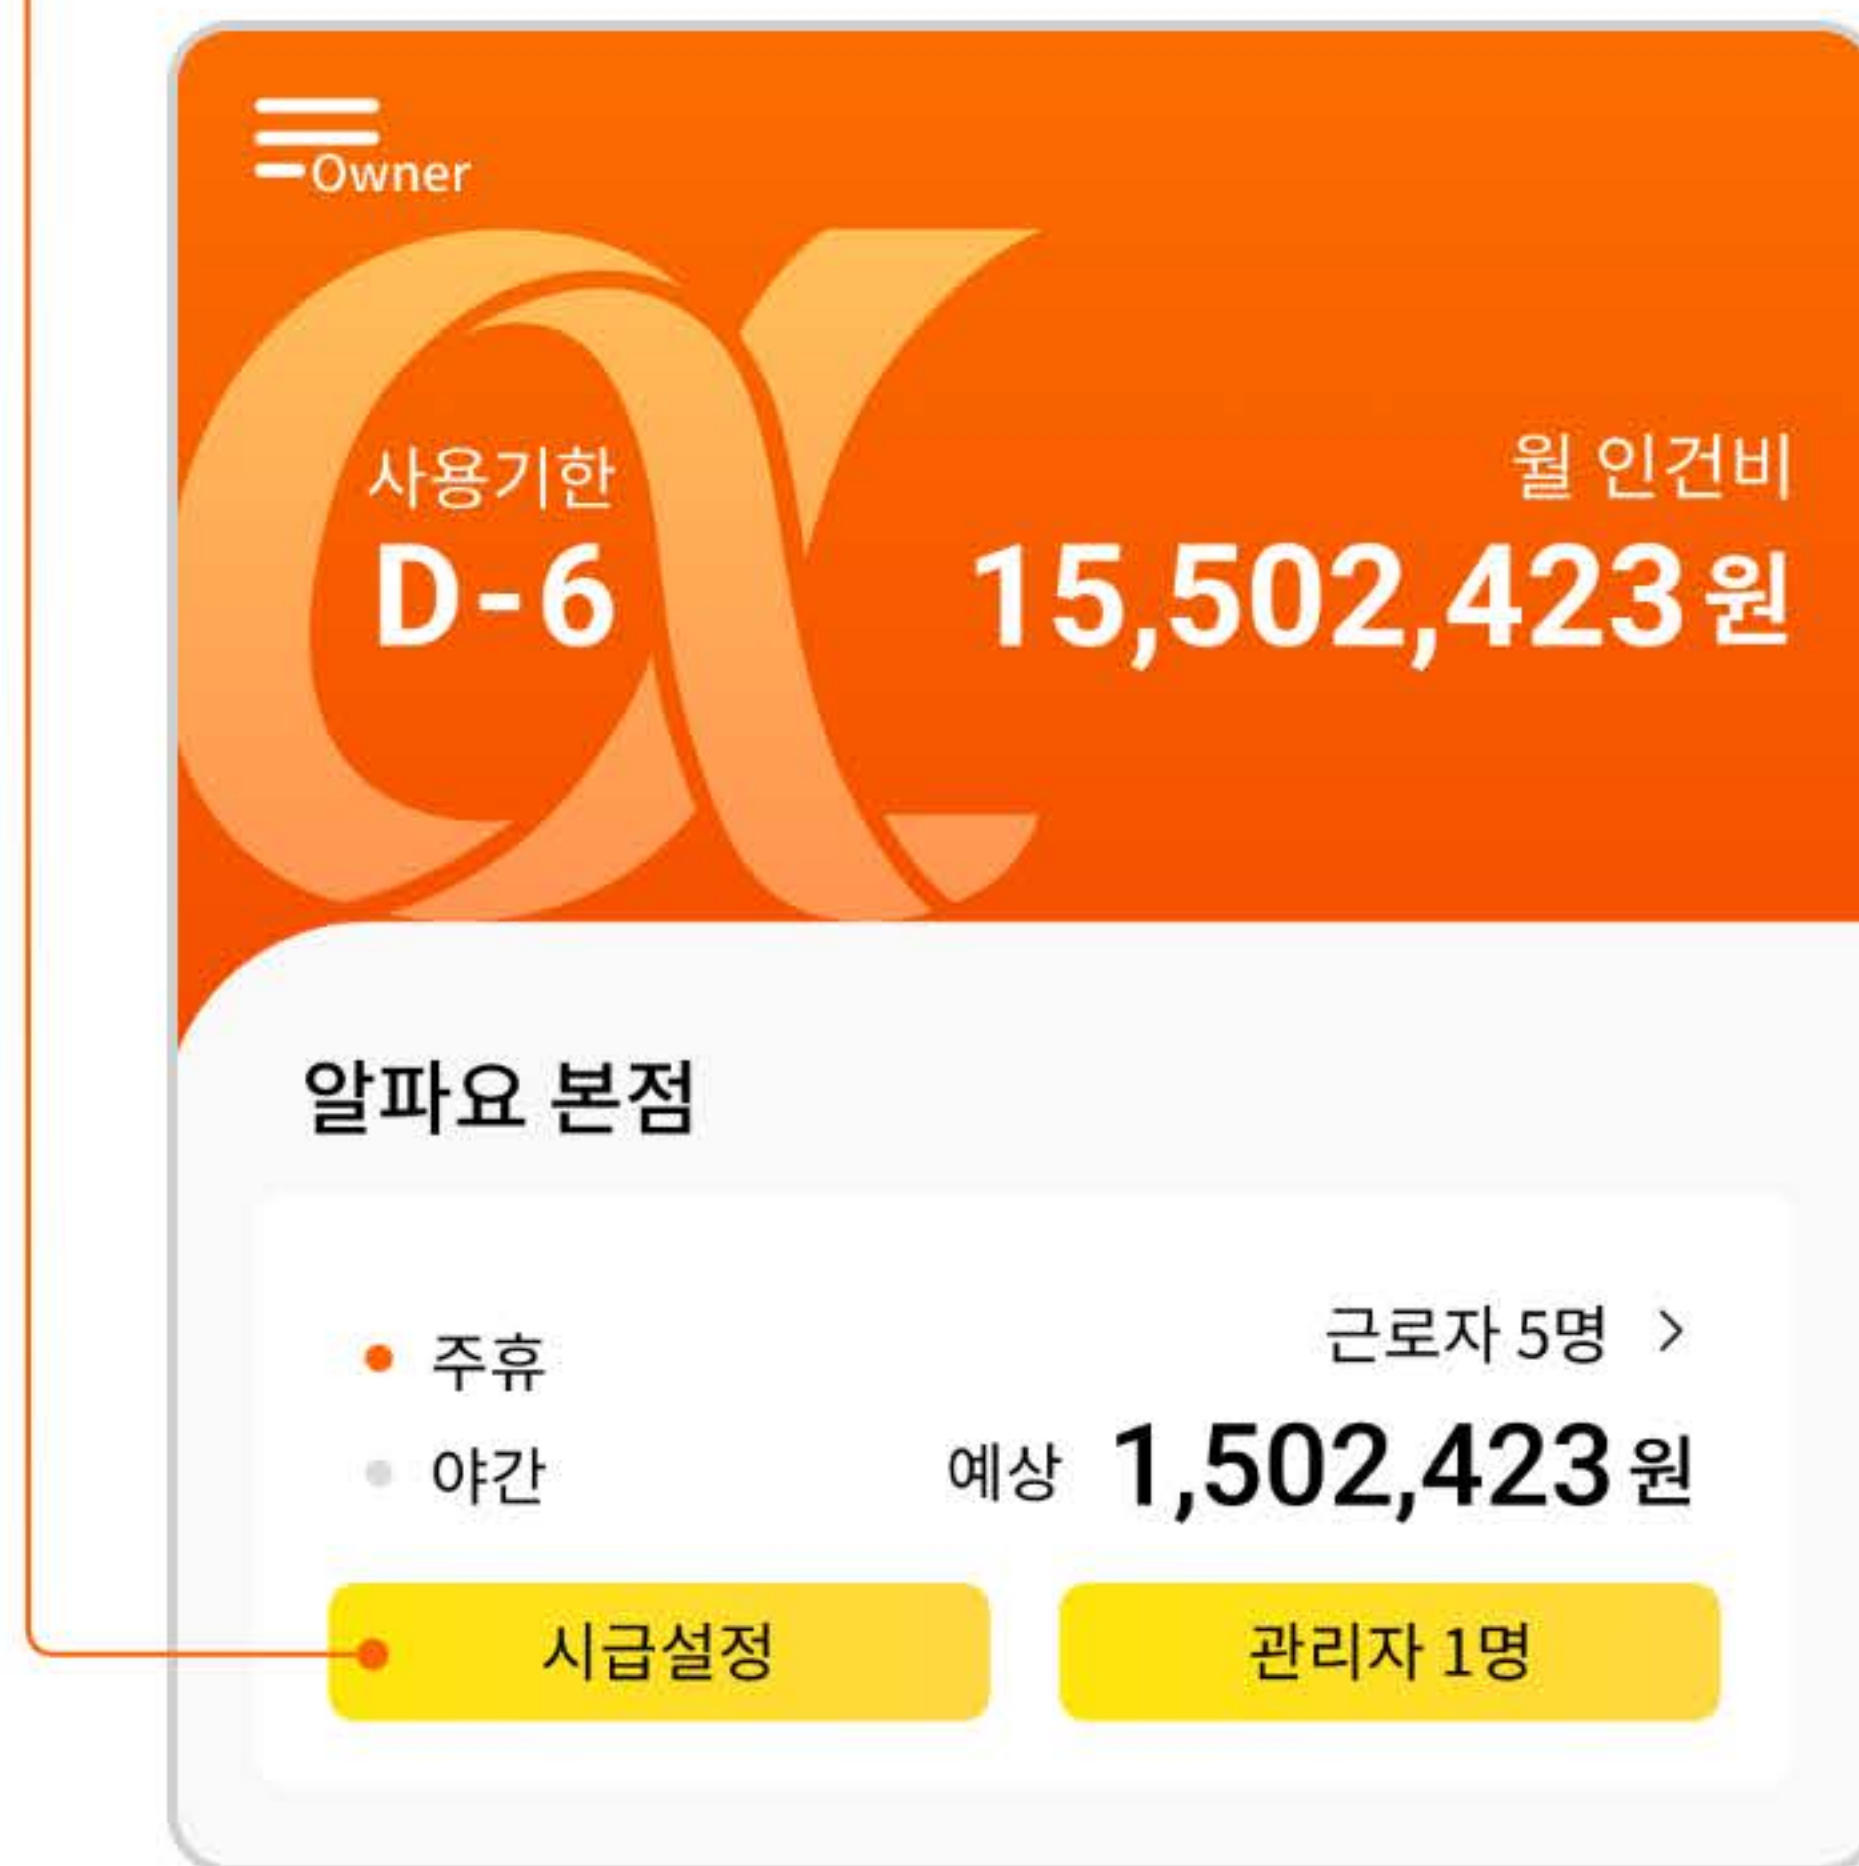 Owner
사용기한
D-6
월 인건비
15,502,423원
알파요 본점
주휴
야간
근로자 5명 >
예상 1,502,423원
시급설정
관리자 1명